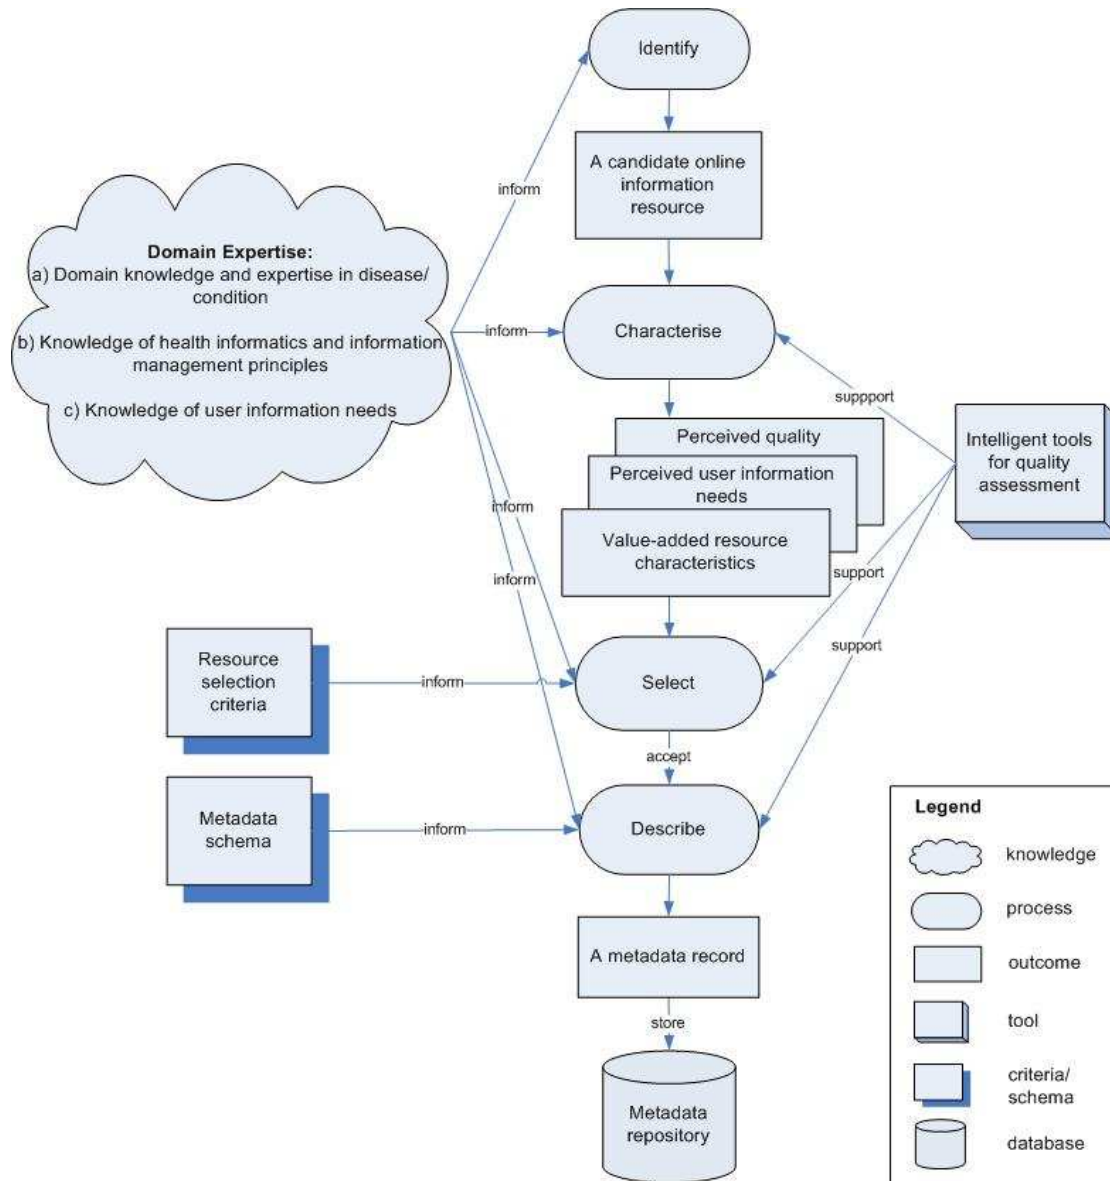 Identify
A candidate online
information
resource
inform
Domain Expertise:
a) Domain knowledge and expertise in disease/
condition
b) Knowledge of health informatics and information
management principles
c) Knowledge of user information needs
inform
Characterise
suppport
Intelligent tools
for quality
assessment
Perceived quality
Perceived user information
needs
Value-added resource
characteristics
inform
inform
support
support
Resource
selection
criteria
inform
Select
accept
Metadata
schema
inform
Describe
A metadata record
store
Metadata
repository
Legend
knowledge
process
outcome
tool
criteria/
schema
database